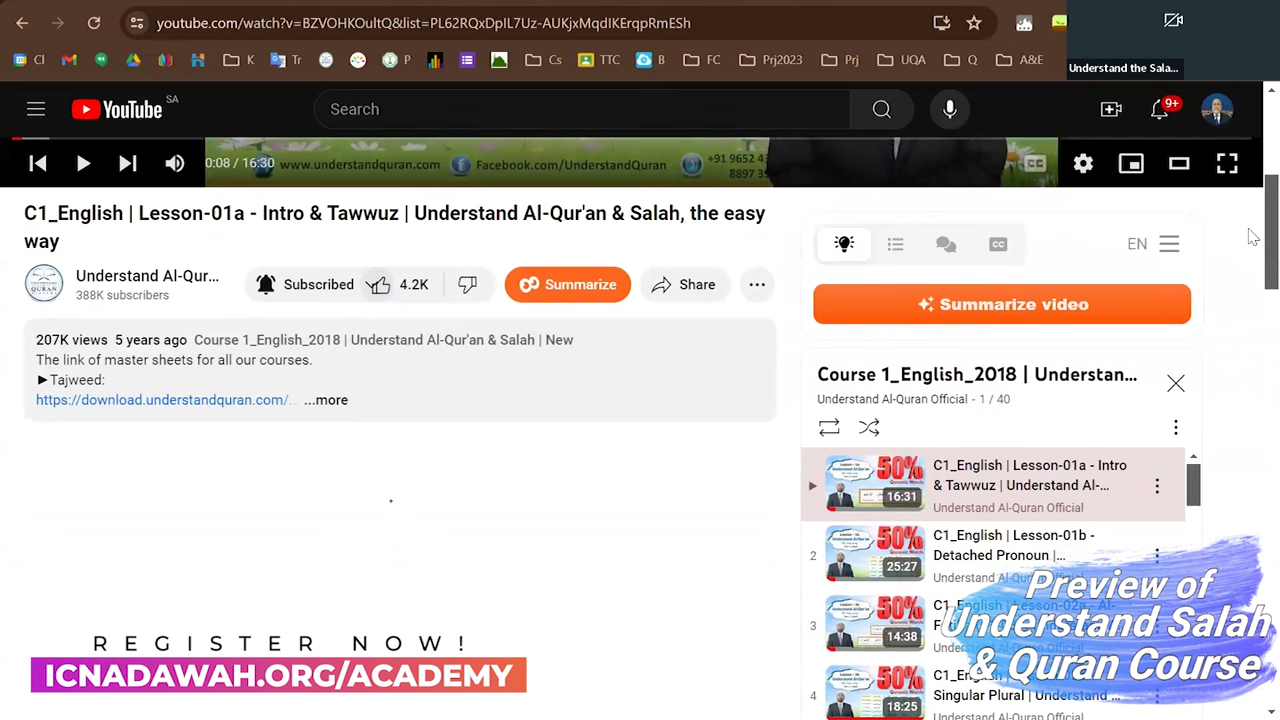 youtube.com/watch?v=BZVOHKOultQ&list=PL62RQxDpIL7Uz-AUKjxMqdIKErqpRmESh
CI
K
Tr
P
Cs
TTC
B
FC
Prj2023
Prj
UQA
Q
A&E
Understand the Sala...
YouTube SA
Search
9+
0:08 / 16:30
www.understandquran.com
Facebook.com/UnderstandQuran
+91 9652 43
8897 39
C1_English | Lesson-01a - Intro & Tawwuz | Understand Al-Qur'an & Salah, the easy
way
Understand Al-Qur...
388K subscribers
Subscribed
4.2K
Summarize
Share
207K views 5 years ago Course 1_English_2018 | Understand Al-Qur'an & Salah | New
The link of master sheets for all our courses.
►Tajweed:
https://download.understandquran.com/... ...more
EN
Summarize video
Course 1_English_2018 | Understan...
Understand Al-Quran Official - 1 / 40
50%
16:31
C1_English | Lesson-01a - Intro
& Tawwuz | Understand Al-...
Understand Al-Quran Official
2
50%
25:27
C1_English | Lesson-01b -
Detached Pronoun |...
3
50%
14:38
4
50%
18:25
Singular Plural | Understand ...
Preview of
Understand Salah
& Quran Course
REGISTER NOW!
ICNADAWAH.ORG/ACADEMY